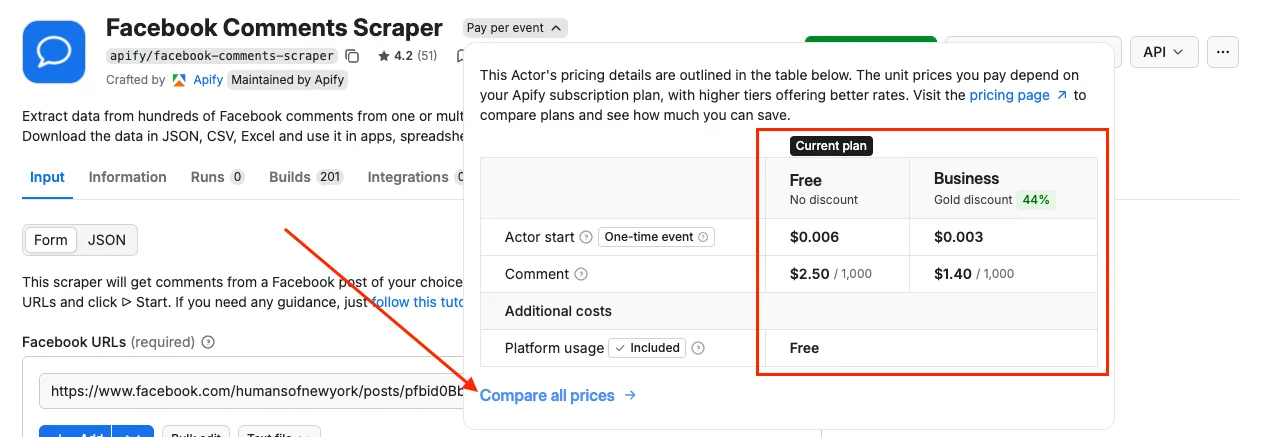 Facebook Comments Scraper
Pay per event
apify/facebook-comments-scraper
4.2 (51)
API
Crafted by Apify Maintained by Apify
This Actor's pricing details are outlined in the table below. The unit prices you pay depend on
your Apify subscription plan, with higher tiers offering better rates. Visit the pricing page ↗ to
compare plans and see how much you can save.
Extract data from hundreds of Facebook comments from one or
Download the data in JSON, CSV, Excel and use it in apps,
Current plan
Input Information Runs 0 Builds 201 Integrations
Free Business
No discount Gold discount 44%
Form JSON
Actor start One-time event $0.006 $0.003
Comment $2.50 / 1,000 $1.40 / 1,000
This scraper will get comments from a Facebook post of your choice
URLs and click ▷ Start. If you need any guidance, just follow this
Additional costs
Facebook URLs (required)
Platform usage ✓ Included Free
https://www.facebook.com/humansofnewyork/posts/pfbid0Bb
Compare all prices →
Add Bulk edit Text file